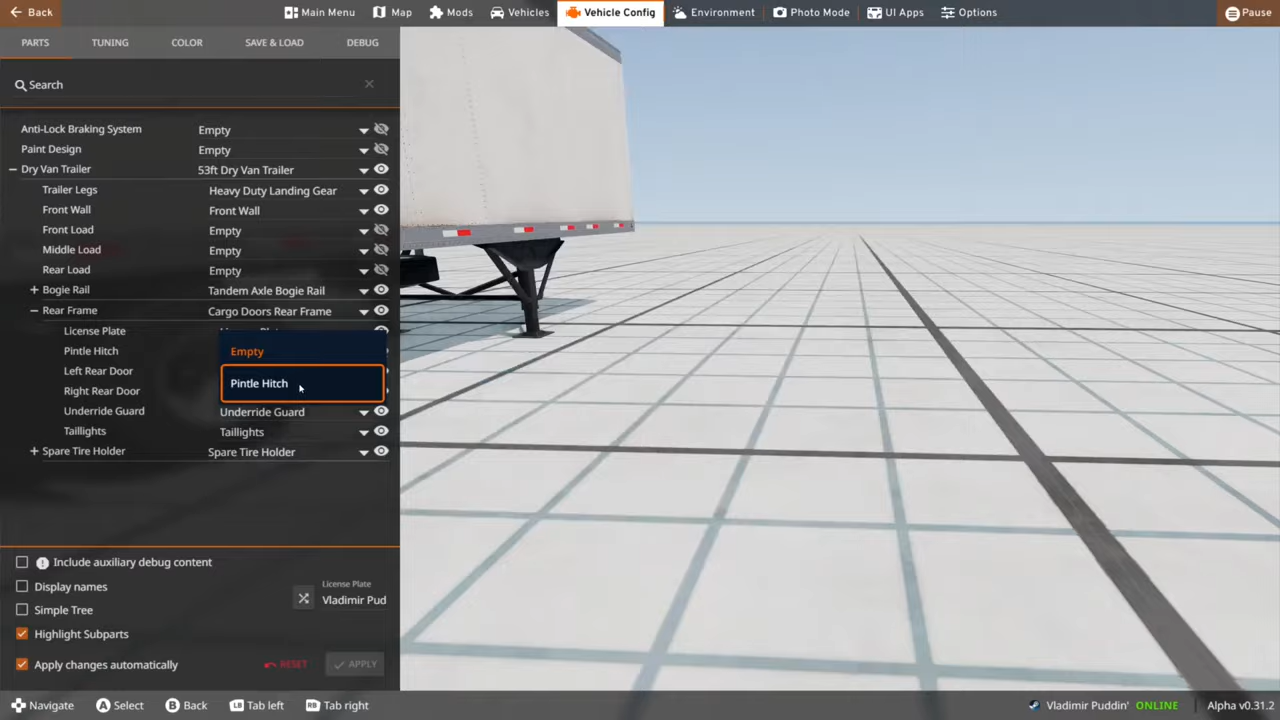 Back
Main Menu
Map
Mods
Vehicles
Vehicle Config
Environment
Photo Mode
UI Apps
Options
Pause
PARTS
TUNING
COLOR
SAVE & LOAD
DEBUG
Search
Anti-Lock Braking System Empty
Paint Design Empty
Dry Van Trailer 53ft Dry Van Trailer
Trailer Legs Heavy Duty Landing Gear
Front Wall Front Wall
Front Load Empty
Middle Load Empty
Rear Load Empty
Bogie Rail Tandem Axle Bogie Rail
Rear Frame Cargo Doors Rear Frame
License Plate
Pintle Hitch Empty
Left Rear Door Pintle Hitch
Right Rear Door
Underride Guard Underride Guard
Taillights Taillights
Spare Tire Holder Spare Tire Holder
Include auxiliary debug content
Display names
License Plate
Simple Tree
Vladimir Pud
Highlight Subparts
Apply changes automatically
RESET
APPLY
Navigate
A Select
B Back
LB Tab left
RB Tab right
Vladimir Puddin' ONLINE
Alpha v0.31.2